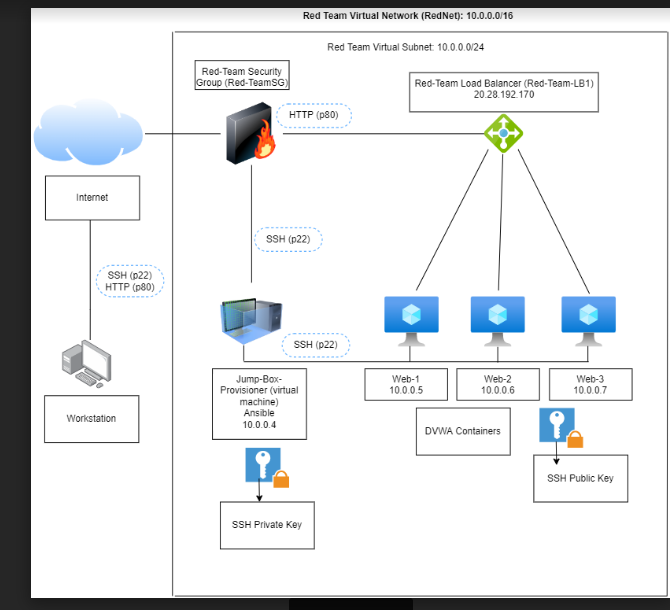 Red Team Virtual Network (RedNet): 10.0.0.0/16
Red Team Virtual Subnet: 10.0.0.0/24
Red-Team Security
Group (Red-TeamSG)
HTTP (p80)
Red-Team Load Balancer (Red-Team-LB1)
20.28.192.170
Internet
SSH (p22)
SSH (p22)
HTTP (p80)
SSH (p22)
Workstation
Jump-Box-
Provisioner (virtual
machine)
Ansible
10.0.0.4
Web-1
10.0.0.5
Web-2
10.0.0.6
Web-3
10.0.0.7
DVWA Containers
SSH Public Key
SSH Private Key